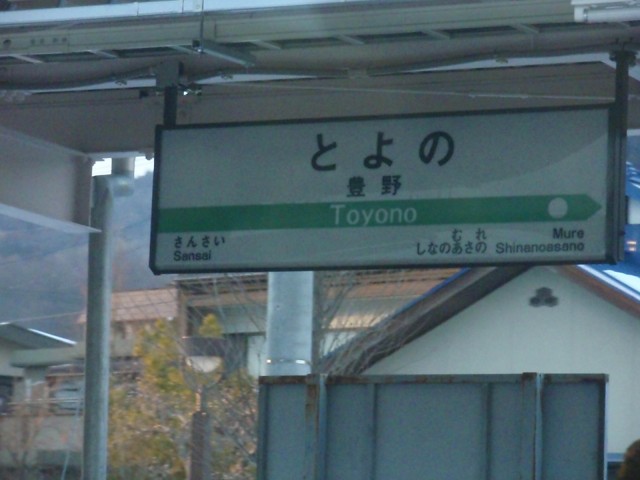 とよの
豊野
Toyono
さんさい
Sansai
むれ Mure
しなのあさの Shinanoasano